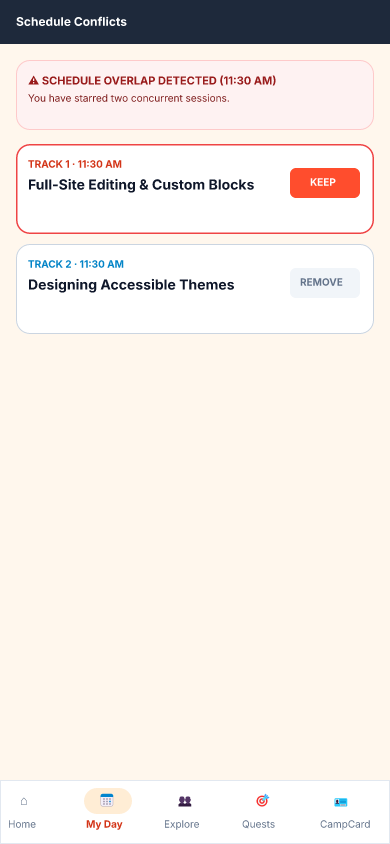 Schedule Conflicts
⚠ SCHEDULE OVERLAP DETECTED (11:30 AM)
You have starred two concurrent sessions.
TRACK 1 · 11:30 AM
Full-Site Editing & Custom Blocks
KEEP
TRACK 2 · 11:30 AM
Designing Accessible Themes
REMOVE
Home
My Day
Explore
Quests
CampCard